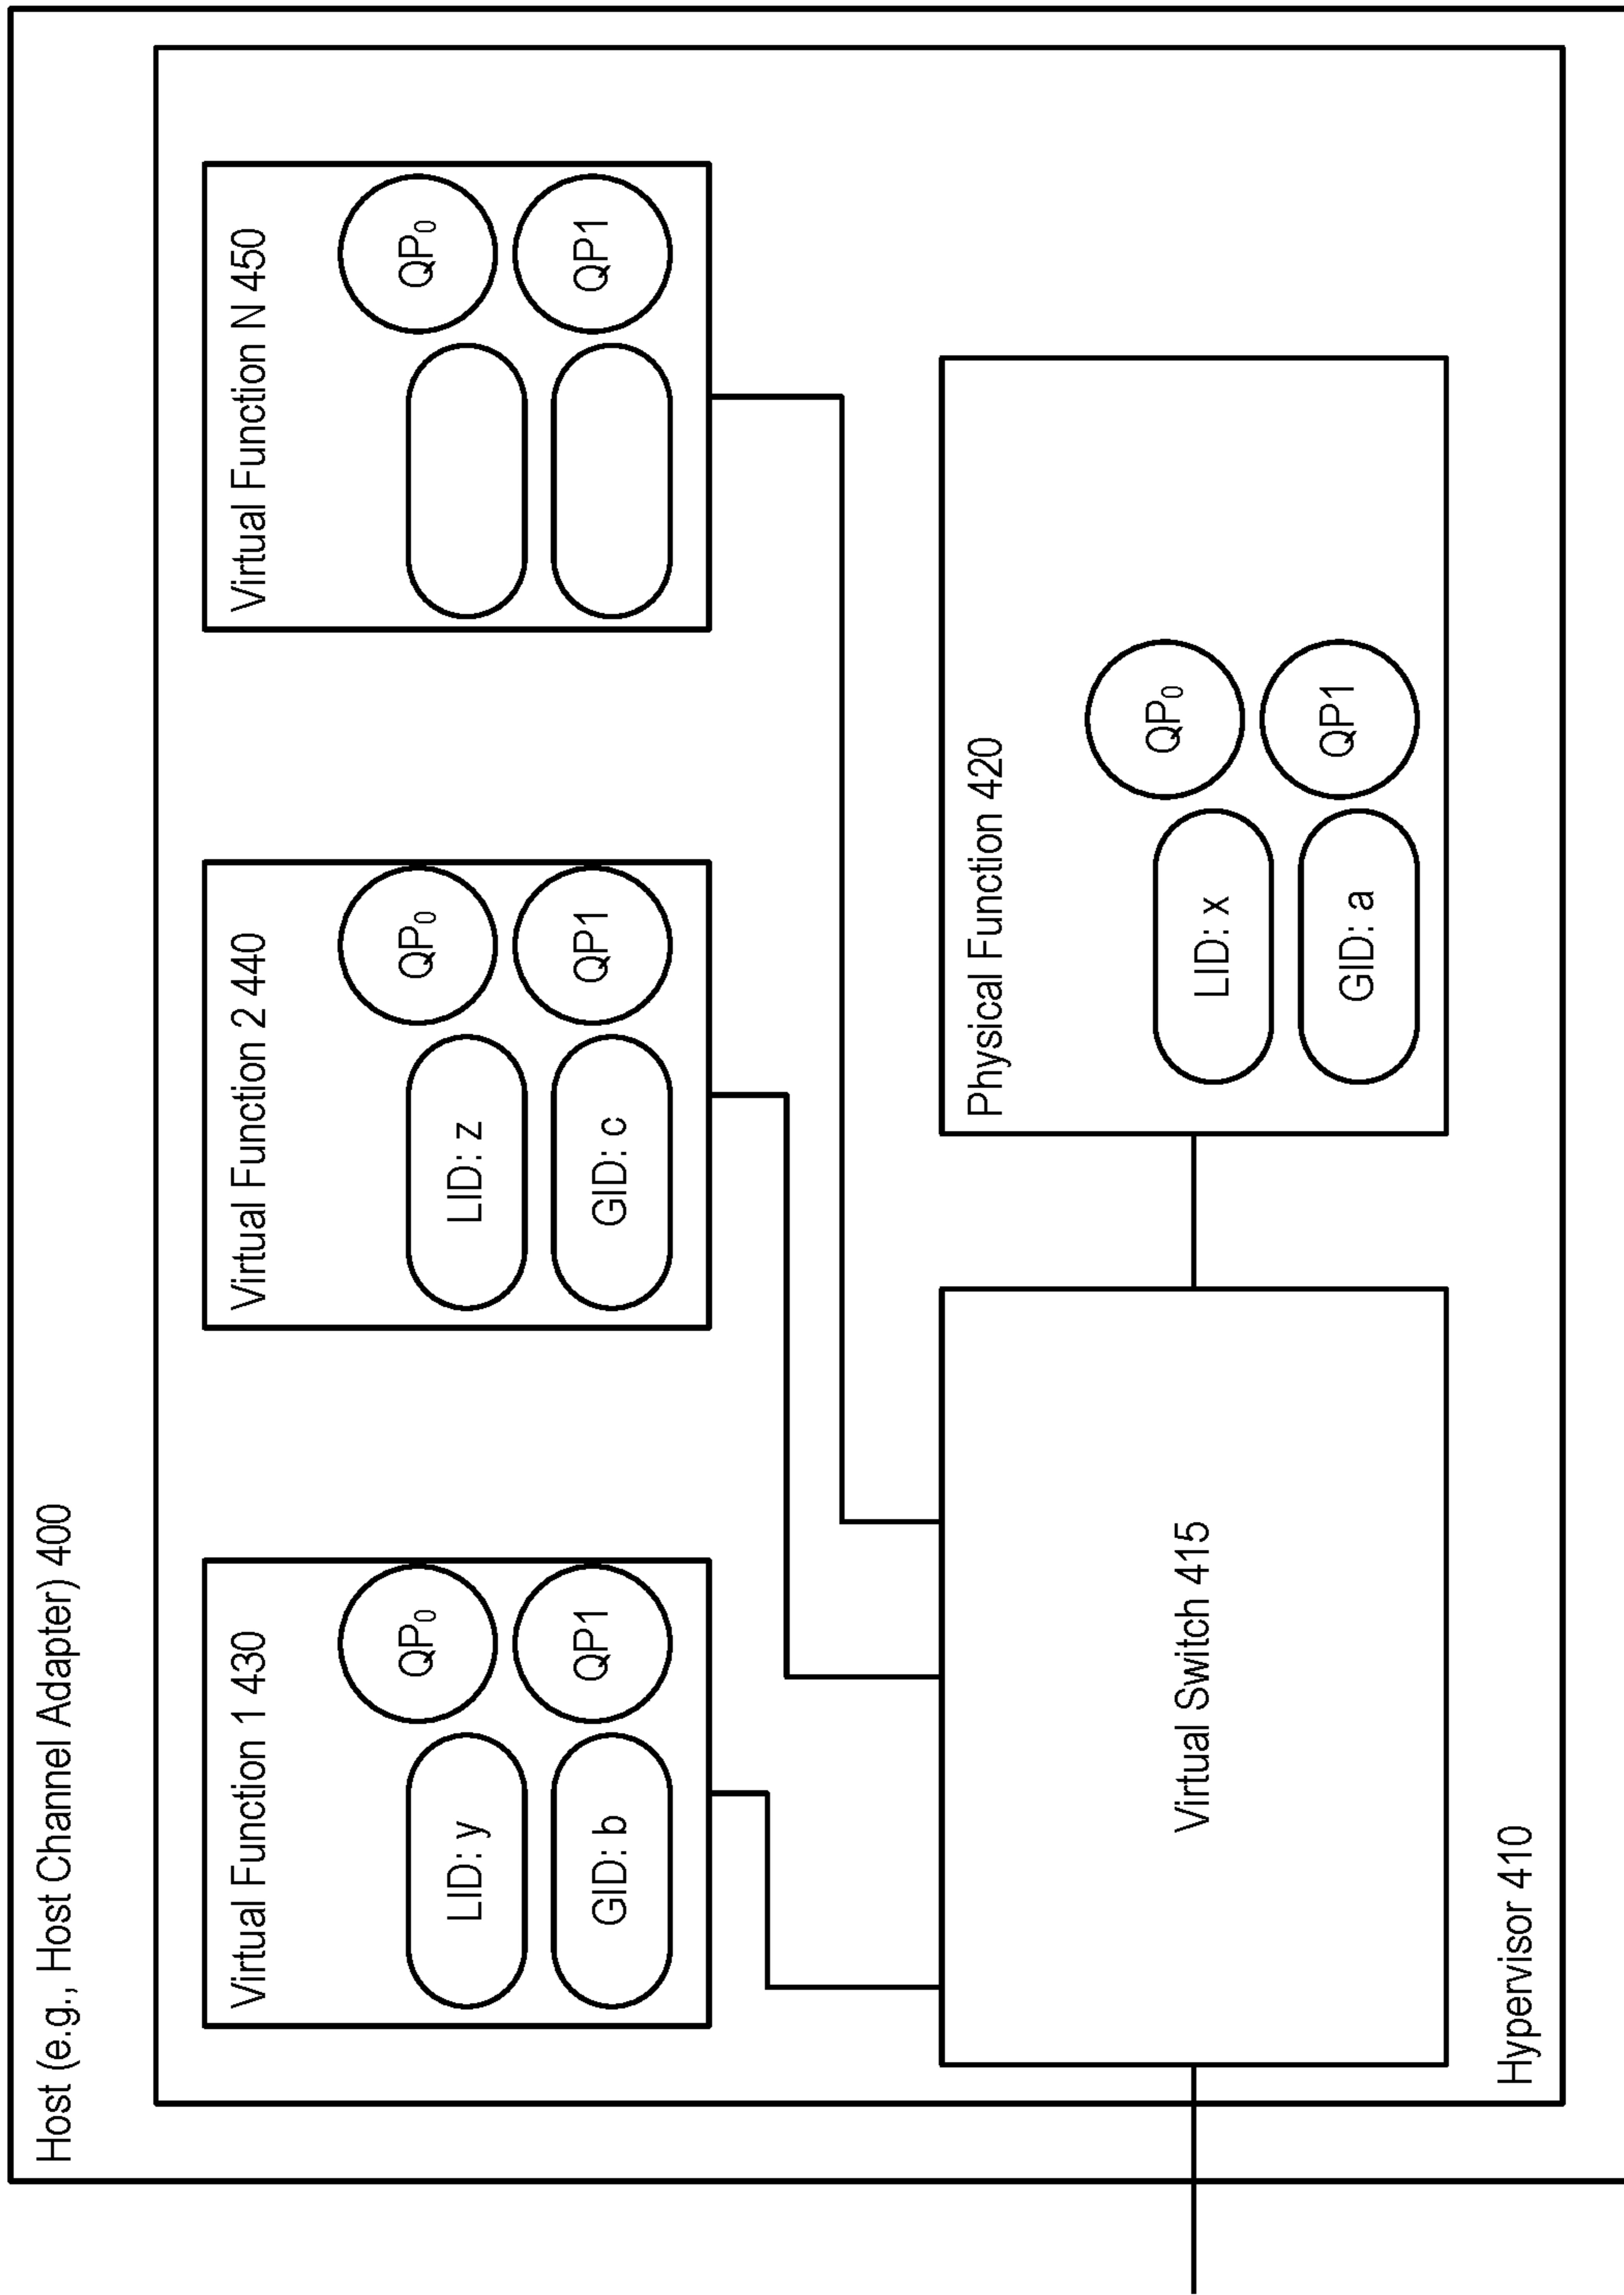 Host (e.g., Host Channel Adapter) 400
Virtual Function 1 430
LID: y
QP0
GID: b
QP1
Virtual Function 2 440
LID: z
QP0
GID: c
QP1
Virtual Function N 450
QP0
QP1
Virtual Switch 415
Physical Function 420
LID: x
QP0
GID: a
QP1
Hypervisor 410